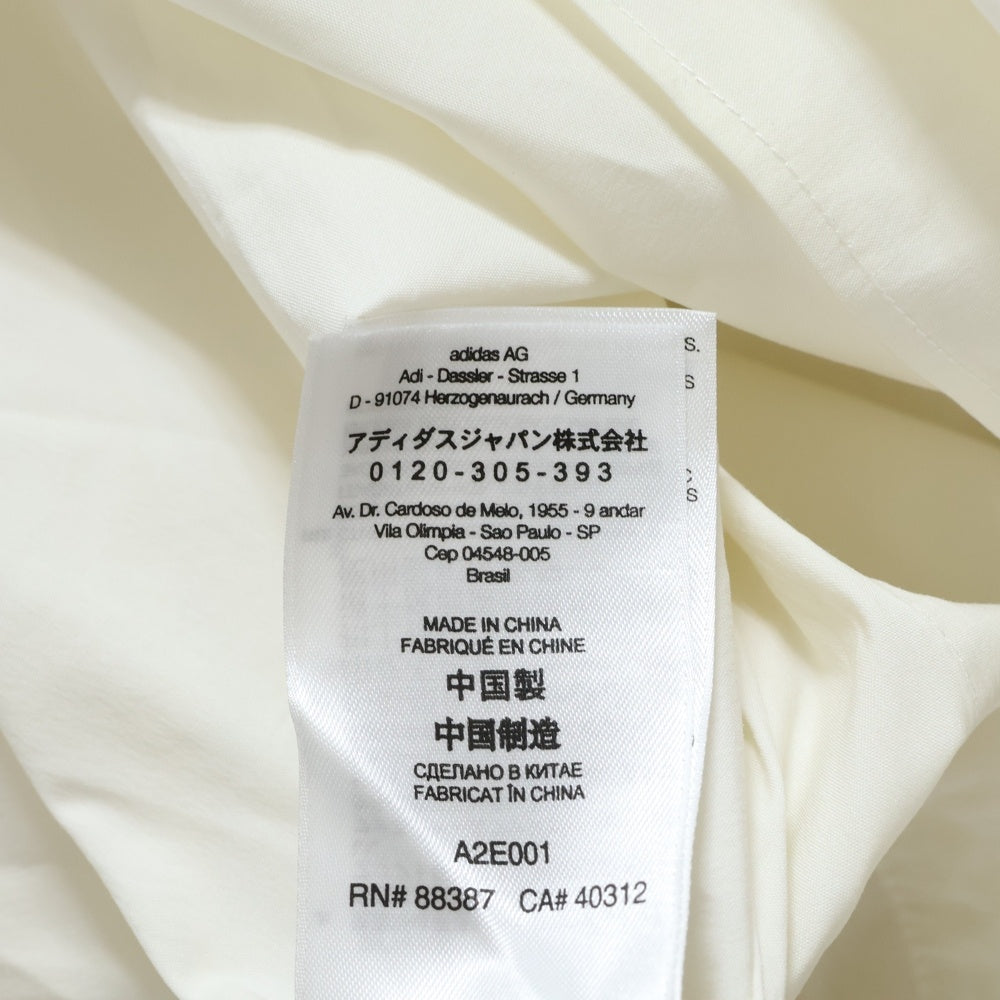 adidas AG
Adi - Dassler - Strasse 1
D - 91074 Herzogenaurach / Germany
アディダスジャパン株式会社
0120-305-393
Av. Dr. Cardoso de Melo, 1955 - 9 andar
Vila Olimpia - Sao Paulo - SP
Cep 04548-005
Brasil
MADE IN CHINA
FABRIQUÉ EN CHINE
中国製
中国制造
СДЕЛАНО В КИТАЕ
FABRICAT ÎN CHINA
A2E001
RN# 88387 CA# 40312